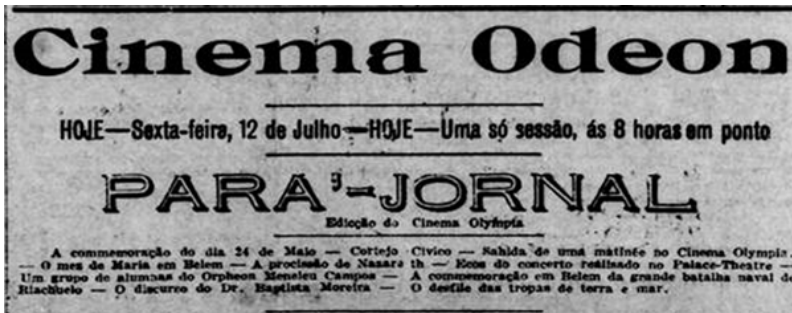 Cinema Odeon
HOJE—Sexta-feira, 12 de Julho—HOJE—Uma só sessão, ás 8 horas em ponto
PARA'-JORNAL
Edicção do Cinema Olympia
A commemoração do dia 24 de Maio — Cortejo Civico — Sahida de uma matinée no Cinema Olympia.
— O mes de Maria em Belem — A procissão de Nazareth — Ecos do concerto realisado no Palace-Theatre —
Um grupo de alumnas do Orpheon Meneleu Campos — A commemoração em Belem da grande batalha naval de
Riachuelo — O discurso do Dr. Baptista Moreira — O desfile das tropas de terra e mar.